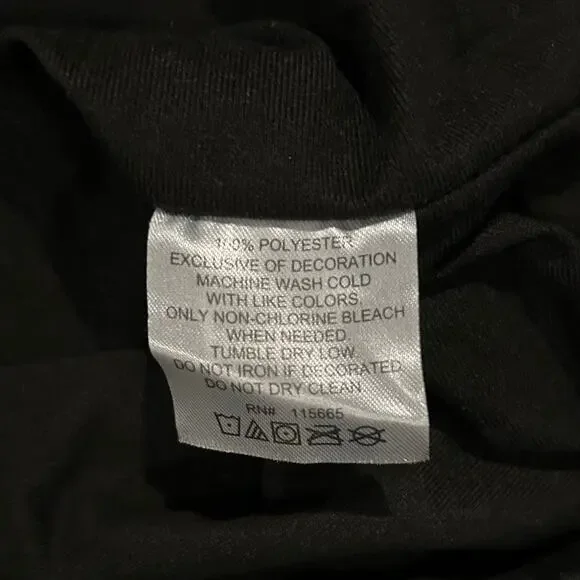 100% POLYESTER
EXCLUSIVE OF DECORATION
MACHINE WASH COLD
WITH LIKE COLORS,
ONLY NON-CHLORINE BLEACH
WHEN NEEDED.
TUMBLE DRY LOW.
DO NOT IRON IF DECORATED.
DO NOT DRY CLEAN
RN# 115665